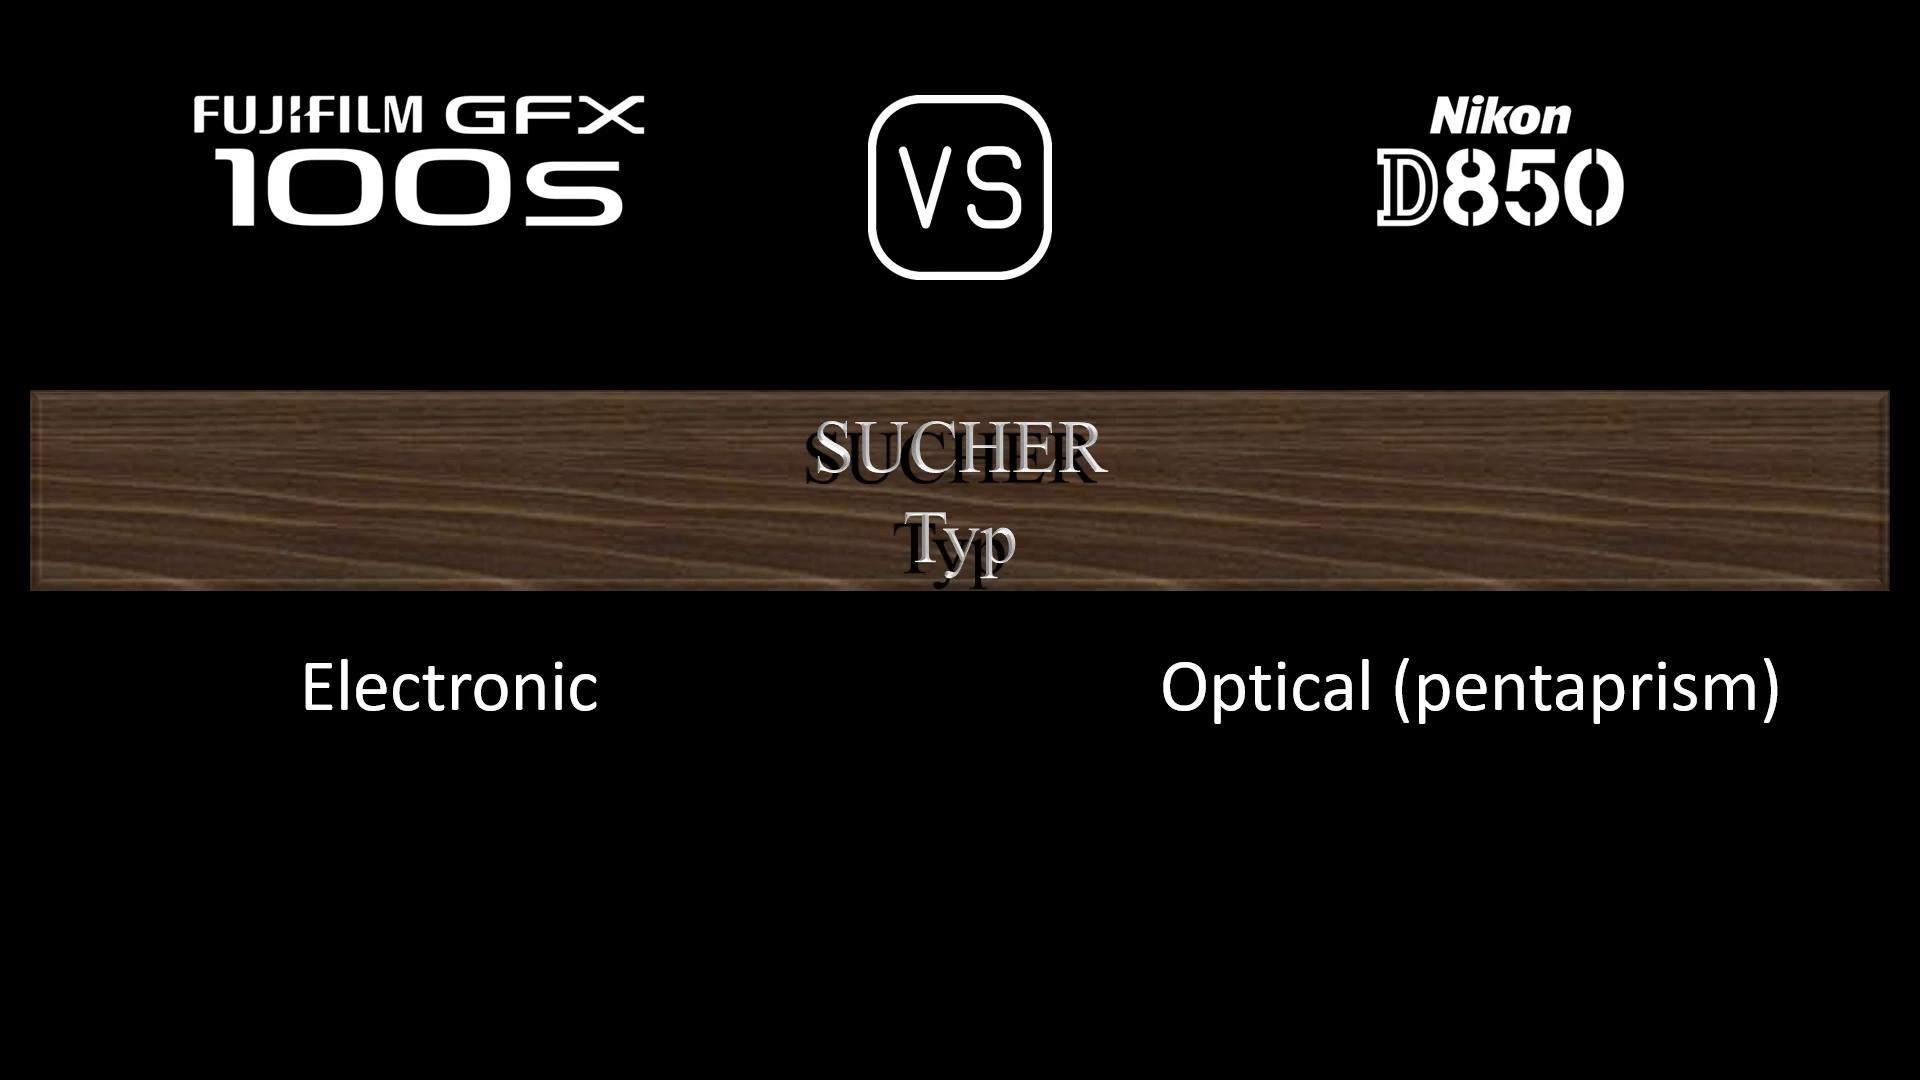 FUJIFILM GFX
100S
VS
Nikon
D850
SUCHER
Typ
Electronic
Optical (pentaprism)